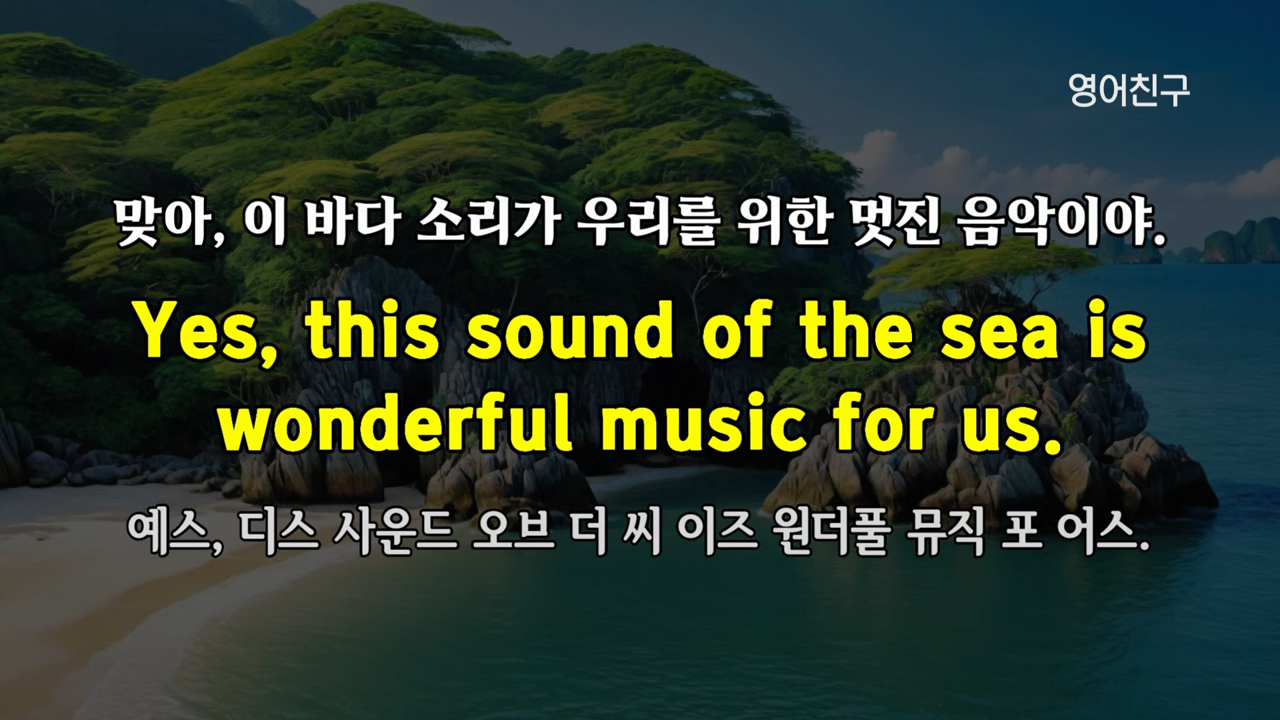 영어친구
맞아, 이 바다 소리가 우리를 위한 멋진 음악이야.
Yes, this sound of the sea is
wonderful music for us.
예스, 디스 사운드 오브 더 씨 이즈 원더풀 뮤직 포 어스.